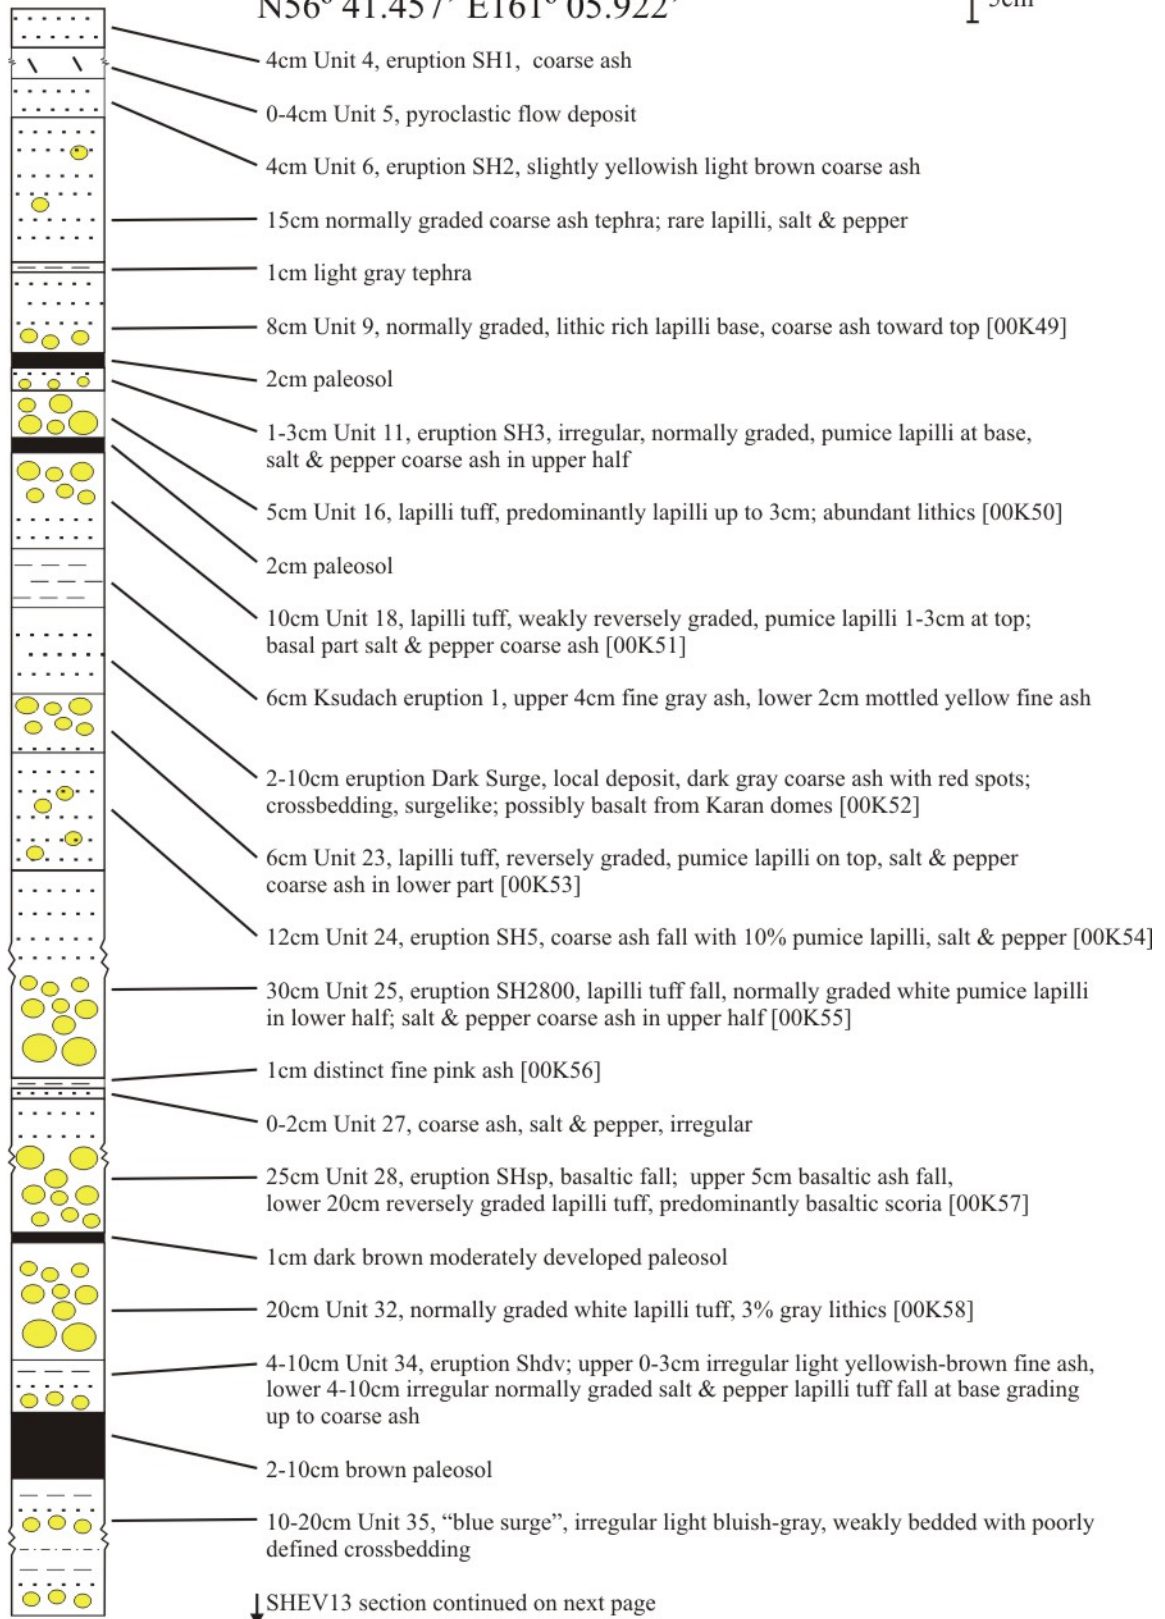 N56° 41.457’ E161° 05.922’
5cm
4cm Unit 4, eruption SH1, coarse ash
0-4cm Unit 5, pyroclastic flow deposit
4cm Unit 6, eruption SH2, slightly yellowish light brown coarse ash
15cm normally graded coarse ash tephra; rare lapilli, salt & pepper
1cm light gray tephra
8cm Unit 9, normally graded, lithic rich lapilli base, coarse ash toward top [00K49]
2cm paleosol
1-3cm Unit 11, eruption SH3, irregular, normally graded, pumice lapilli at base,
salt & pepper coarse ash in upper half
5cm Unit 16, lapilli tuff, predominantly lapilli up to 3cm; abundant lithics [00K50]
2cm paleosol
10cm Unit 18, lapilli tuff, weakly reversely graded, pumice lapilli 1-3cm at top;
basal part salt & pepper coarse ash [00K51]
6cm Ksudach eruption 1, upper 4cm fine gray ash, lower 2cm mottled yellow fine ash
2-10cm eruption Dark Surge, local deposit, dark gray coarse ash with red spots;
crossbedding, surgelike; possibly basalt from Karan domes [00K52]
6cm Unit 23, lapilli tuff, reversely graded, pumice lapilli on top, salt & pepper
coarse ash in lower part [00K53]
12cm Unit 24, eruption SH5, coarse ash fall with 10% pumice lapilli, salt & pepper [00K54]
30cm Unit 25, eruption SH2800, lapilli tuff fall, normally graded white pumice lapilli
in lower half; salt & pepper coarse ash in upper half [00K55]
1cm distinct fine pink ash [00K56]
0-2cm Unit 27, coarse ash, salt & pepper, irregular
25cm Unit 28, eruption SHsp, basaltic fall; upper 5cm basaltic ash fall,
lower 20cm reversely graded lapilli tuff, predominantly basaltic scoria [00K57]
1cm dark brown moderately developed paleosol
20cm Unit 32, normally graded white lapilli tuff, 3% gray lithics [00K58]
4-10cm Unit 34, eruption Shdv; upper 0-3cm irregular light yellowish-brown fine ash,
lower 4-10cm irregular normally graded salt & pepper lapilli tuff fall at base grading
up to coarse ash
2-10cm brown paleosol
10-20cm Unit 35, “blue surge”, irregular light bluish-gray, weakly bedded with poorly
defined crossbedding
SHEV13 section continued on next page